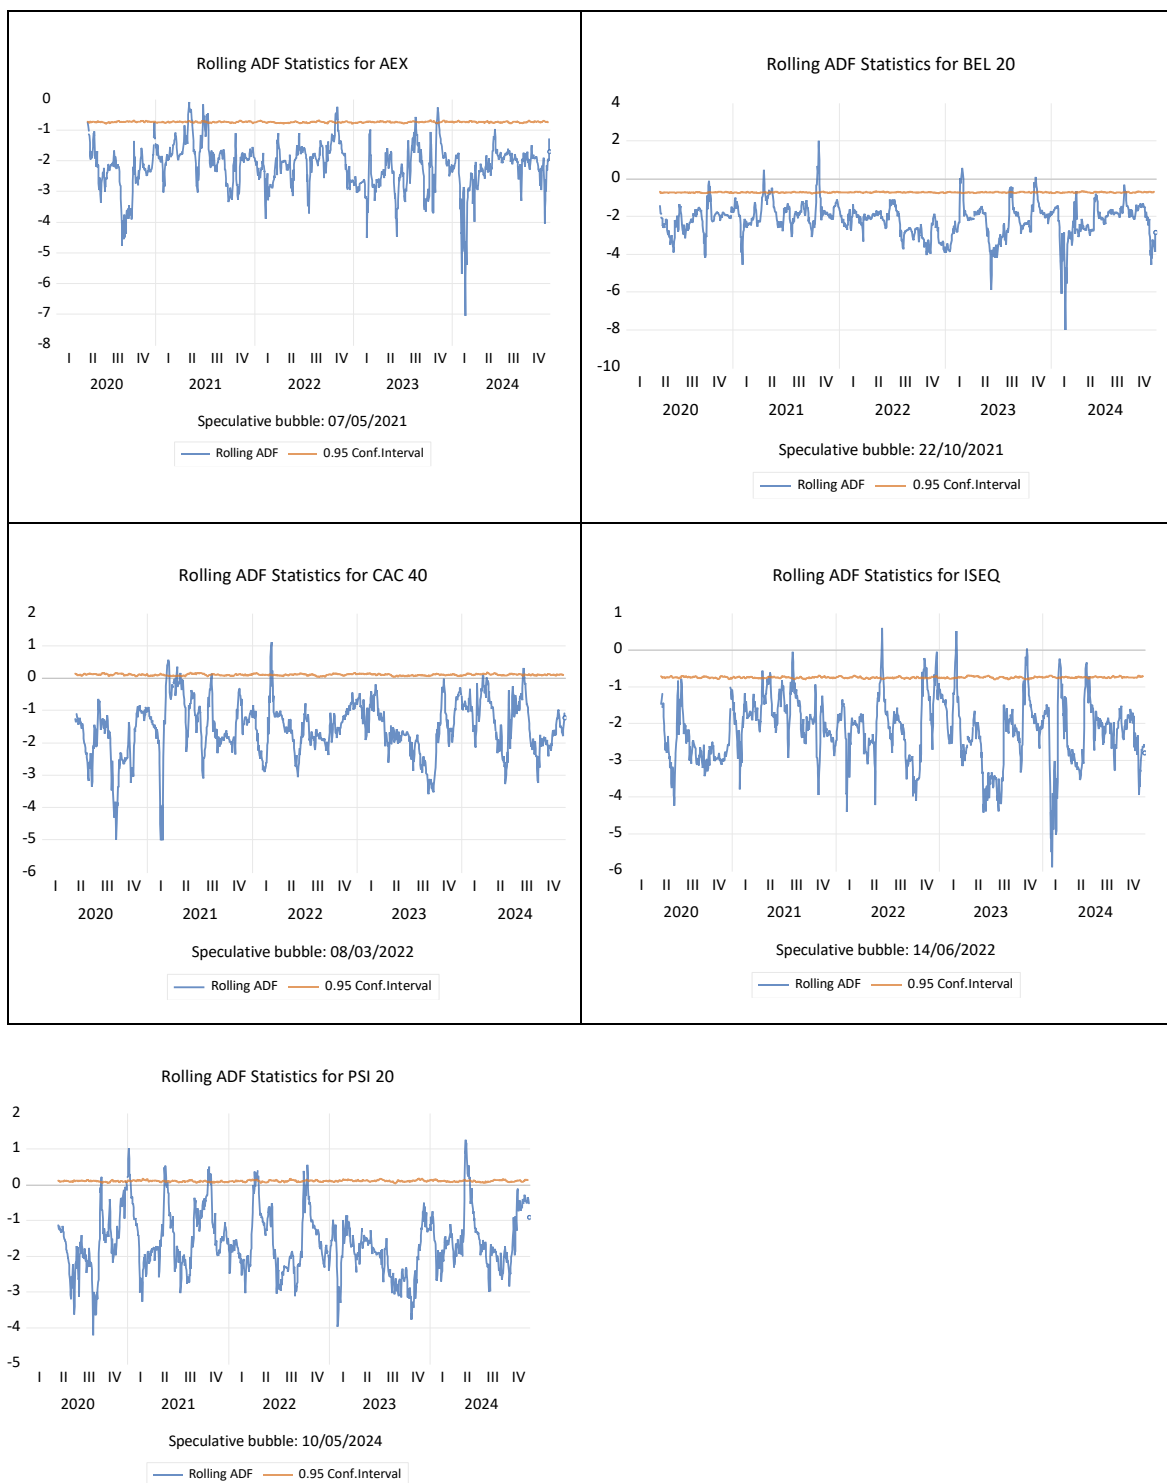 Rolling ADF Statistics for AEX
0
-1
-2
-3
-4
-5
-6
-7
-8
I II III IV I II III IV I II III IV I II III IV I II III IV
2020 2021 2022 2023 2024
Speculative bubble: 07/05/2021
Rolling ADF 0.95 Conf.Interval
Rolling ADF Statistics for BEL 20
4
2
0
-2
-4
-6
-8
-10
I II III IV I II III IV I II III IV I II III IV I II III IV
2020 2021 2022 2023 2024
Speculative bubble: 22/10/2021
Rolling ADF 0.95 Conf.Interval
Rolling ADF Statistics for CAC 40
2
1
0
-1
-2
-3
-4
-5
-6
I II III IV I II III IV I II III IV I II III IV I II III IV
2020 2021 2022 2023 2024
Speculative bubble: 08/03/2022
Rolling ADF 0.95 Conf.Interval
Rolling ADF Statistics for ISEQ
1
0
-1
-2
-3
-4
-5
-6
I II III IV I II III IV I II III IV I II III IV I II III IV
2020 2021 2022 2023 2024
Speculative bubble: 14/06/2022
Rolling ADF 0.95 Conf.Interval
Rolling ADF Statistics for PSI 20
2
1
0
-1
-2
-3
-4
-5
I II III IV I II III IV I II III IV I II III IV I II III IV
2020 2021 2022 2023 2024
Speculative bubble: 10/05/2024
Rolling ADF 0.95 Conf.Interval